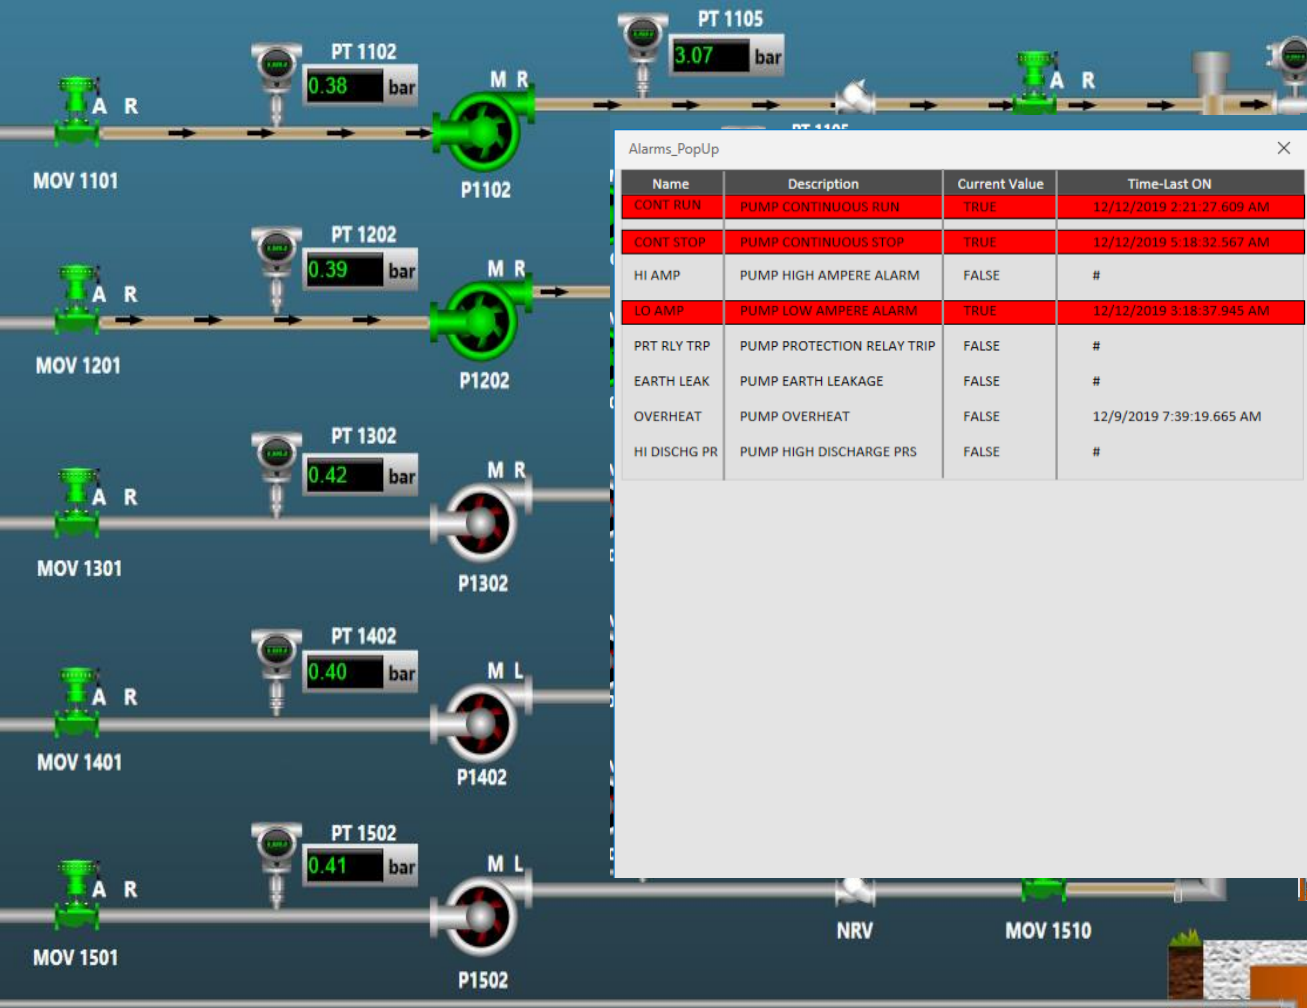 PT 1105
3.07 bar
PT 1102
0.38 bar
M R
A R
A R
MOV 1101
P1102
PT 1105
Alarms_PopUp
Name Description Current Value Time-Last ON
CONT RUN PUMP CONTINUOUS RUN TRUE 12/12/2019 2:21:27.609 AM
CONT STOP PUMP CONTINUOUS STOP TRUE 12/12/2019 5:18:32.567 AM
HI AMP PUMP HIGH AMPERE ALARM FALSE #
LO AMP PUMP LOW AMPERE ALARM TRUE 12/12/2019 3:18:37.945 AM
PRT RLY TRP PUMP PROTECTION RELAY TRIP FALSE #
EARTH LEAK PUMP EARTH LEAKAGE FALSE #
OVERHEAT PUMP OVERHEAT FALSE 12/9/2019 7:39:19.665 AM
HI DISCHG PR PUMP HIGH DISCHARGE PRS FALSE #
PT 1202
0.39 bar
M R
A R
MOV 1201
P1202
PT 1302
0.42 bar
M R
A R
MOV 1301
P1302
PT 1402
0.40 bar
M L
A R
MOV 1401
P1402
PT 1502
0.41 bar
M L
A R
MOV 1501
P1502
NRV
MOV 1510